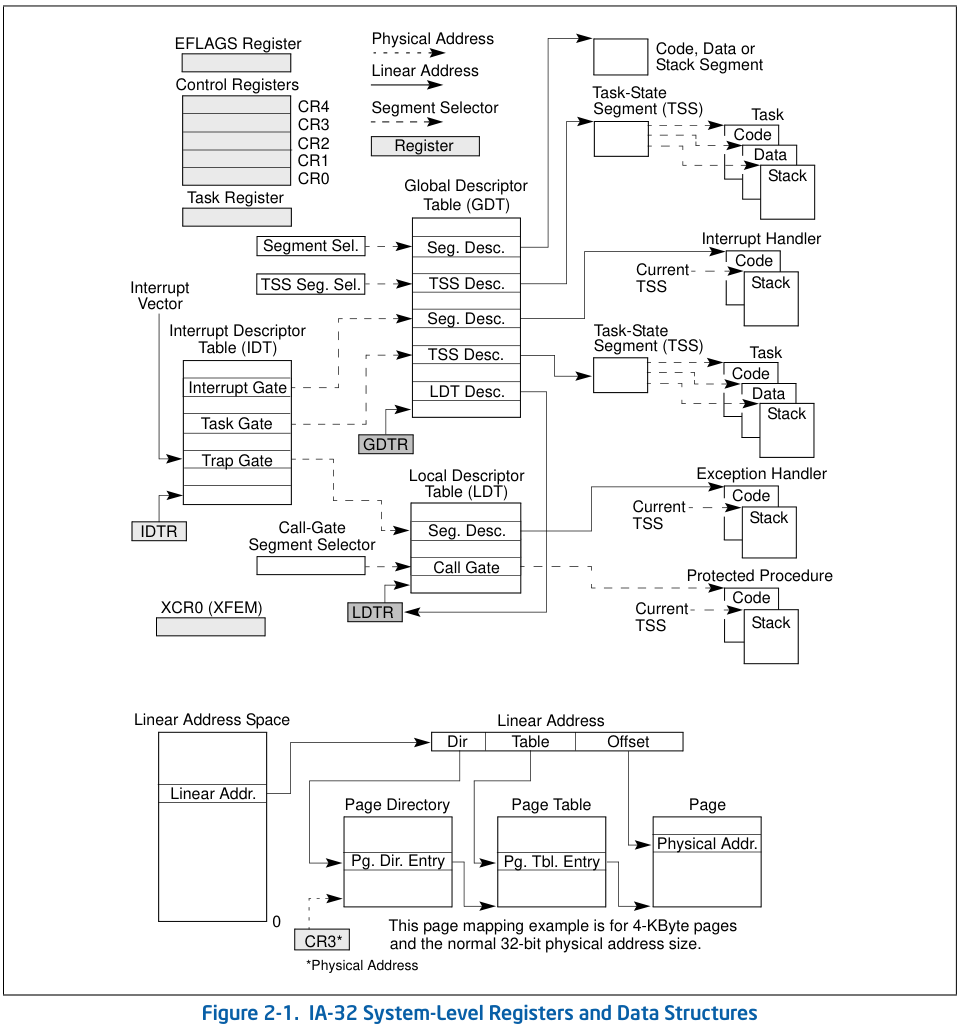 EFLAGS Register
Control Registers
CR4
CR3
CR2
CR1
CR0
Task Register
Physical Address
Linear Address
Segment Selector
Register
Global Descriptor
Table (GDT)
Segment Sel.
Seg. Desc.
TSS Seg. Sel.
TSS Desc.
Seg. Desc.
TSS Desc.
LDT Desc.
GDTR
Code, Data or
Stack Segment
Task-State
Segment (TSS)
Task
Code
Data
Stack
Interrupt Handler
Code
Current
TSS
Stack
Task-State
Segment (TSS)
Task
Code
Data
Stack
Interrupt
Vector
Interrupt Descriptor
Table (IDT)
Interrupt Gate
Task Gate
Trap Gate
IDTR
Local Descriptor
Table (LDT)
Seg. Desc.
Call-Gate
Segment Selector
Call Gate
LDTR
Exception Handler
Code
Current
TSS
Stack
Protected Procedure
Code
Current
TSS
Stack
XCR0 (XFEM)
Linear Address Space
Linear Addr.
0
Linear Address
Dir Table Offset
Page Directory
Pg. Dir. Entry
Page Table
Pg. Tbl. Entry
Page
Physical Addr.
CR3*
*Physical Address
This page mapping example is for 4-KByte pages
and the normal 32-bit physical address size.
Figure 2-1. IA-32 System-Level Registers and Data Structures